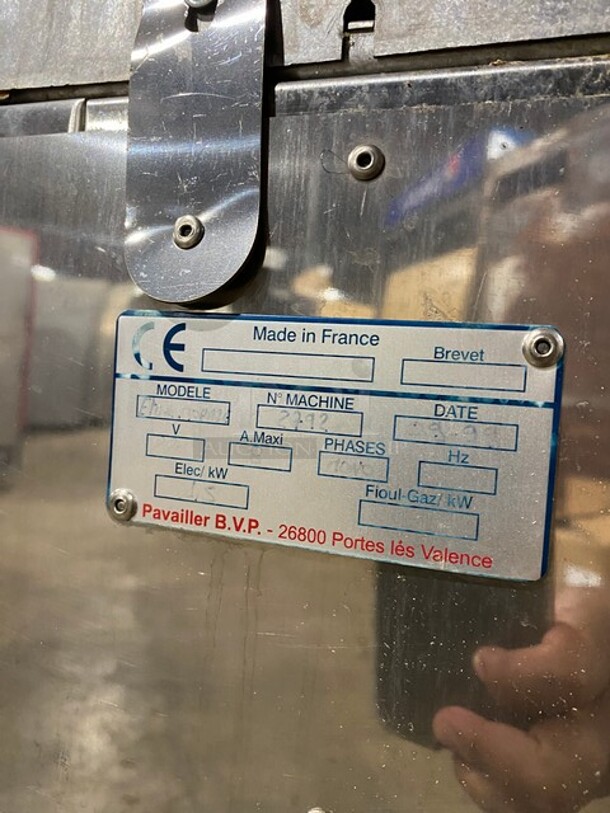 CE Made in France Brevet
MODELE N° MACHINE DATE
2792
V A.Maxi PHASES Hz
Elec/ kW Fioul-Gaz/ kW
Pavailler B.V.P. - 26800 Portes lés Valence